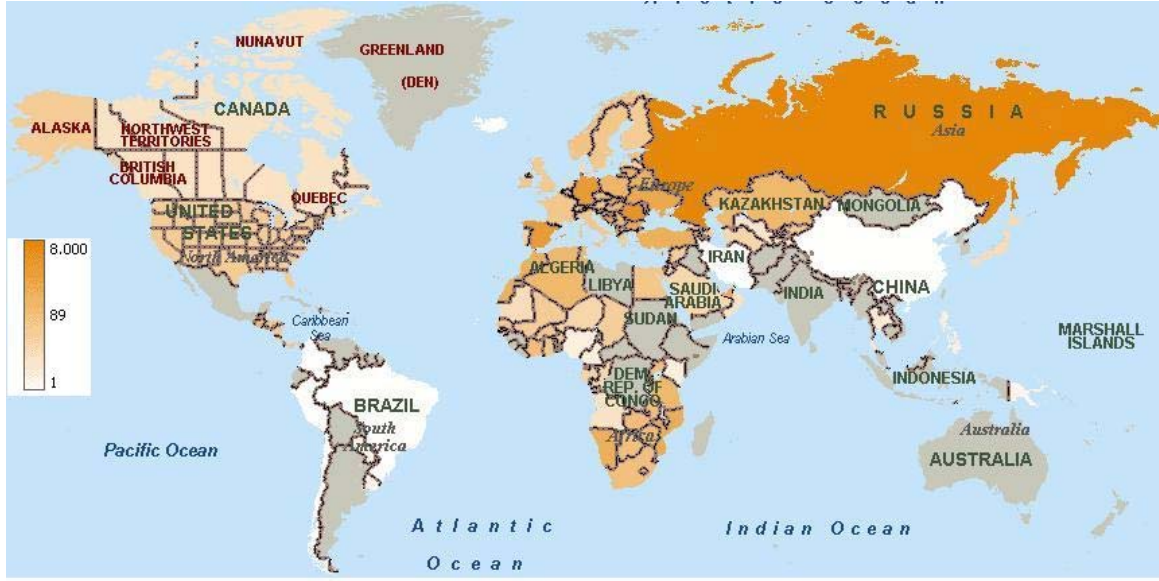 NUNAVUT
GREENLAND
(DEN)
CANADA
RUSSIA
Asia
ALASKA
NORTHWEST
TERRITORIES
BRITISH
COLUMBIA
QUEBEC
Europe
KAZAKHSTAN
MONGOLIA
UNITED
STATES
North America
8.000
89
1
ALGERIA
LIBYA
IRAN
SAUDI
ARABIA
INDIA
CHINA
Caribbean
Sea
SUDAN
Arabian Sea
MARSHALL
ISLANDS
DEM.
REP. OF
CONGO
INDONESIA
BRAZIL
South
America
Afrika
Australia
AUSTRALIA
Pacific Ocean
Atlantic
Ocean
Indian Ocean